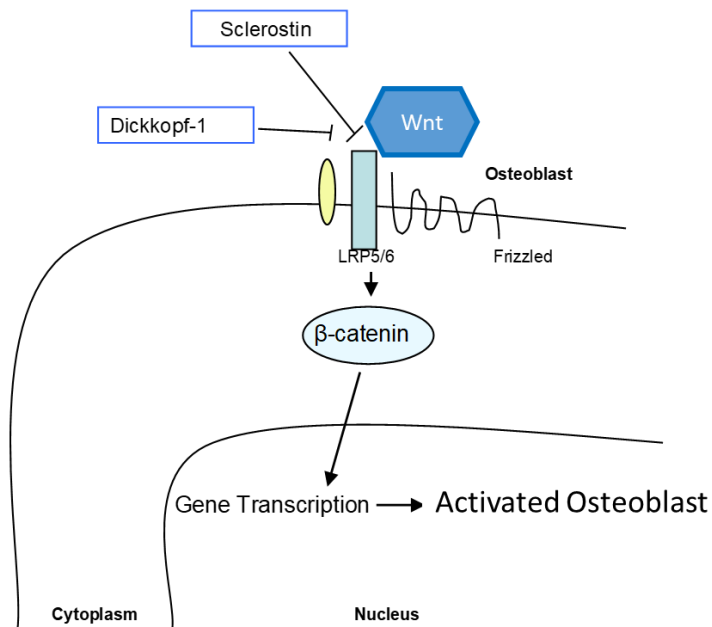 Sclerostin
Wnt
Dickkopf-1
Osteoblast
LRP5/6
Frizzled
β-catenin
Gene Transcription
Activated Osteoblast
Cytoplasm
Nucleus